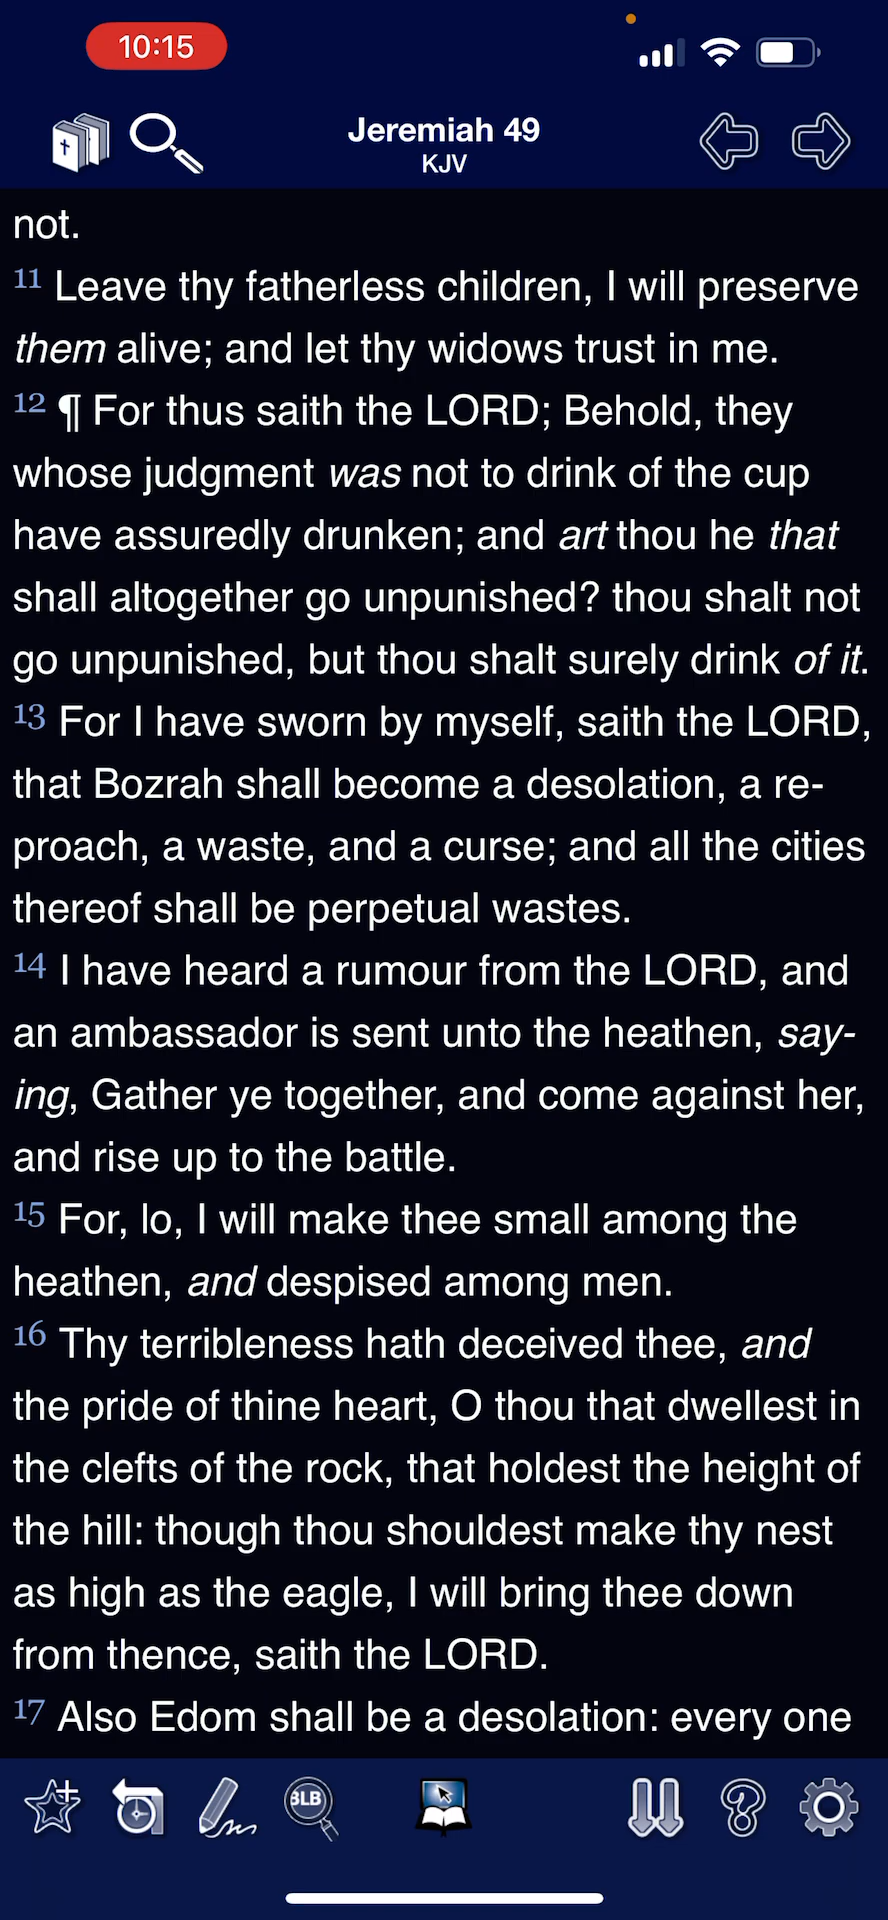 10:15
Jeremiah 49
KJV
not.
11 Leave thy fatherless children, I will preserve
them alive; and let thy widows trust in me.
12 ¶ For thus saith the LORD; Behold, they
whose judgment was not to drink of the cup
have assuredly drunken; and art thou he that
shall altogether go unpunished? thou shalt not
go unpunished, but thou shalt surely drink of it.
13 For I have sworn by myself, saith the LORD,
that Bozrah shall become a desolation, a re-
proach, a waste, and a curse; and all the cities
thereof shall be perpetual wastes.
14 I have heard a rumour from the LORD, and
an ambassador is sent unto the heathen, say-
ing, Gather ye together, and come against her,
and rise up to the battle.
15 For, lo, I will make thee small among the
heathen, and despised among men.
16 Thy terribleness hath deceived thee, and
the pride of thine heart, O thou that dwellest in
the clefts of the rock, that holdest the height of
the hill: though thou shouldest make thy nest
as high as the eagle, I will bring thee down
from thence, saith the LORD.
17 Also Edom shall be a desolation: every one
BLB